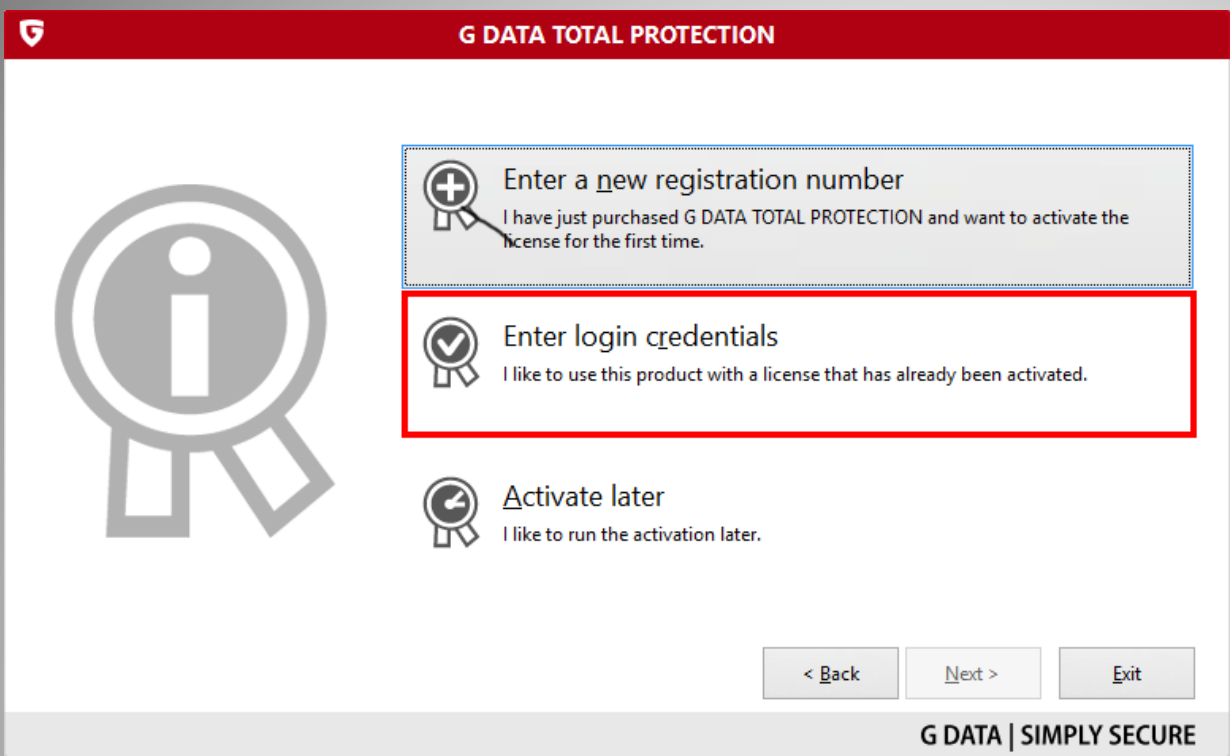 G DATA TOTAL PROTECTION
Enter a new registration number
I have just purchased G DATA TOTAL PROTECTION and want to activate the
license for the first time.
Enter login credentials
I like to use this product with a license that has already been activated.
Activate later
I like to run the activation later.
< Back
Next >
Exit
G DATA | SIMPLY SECURE